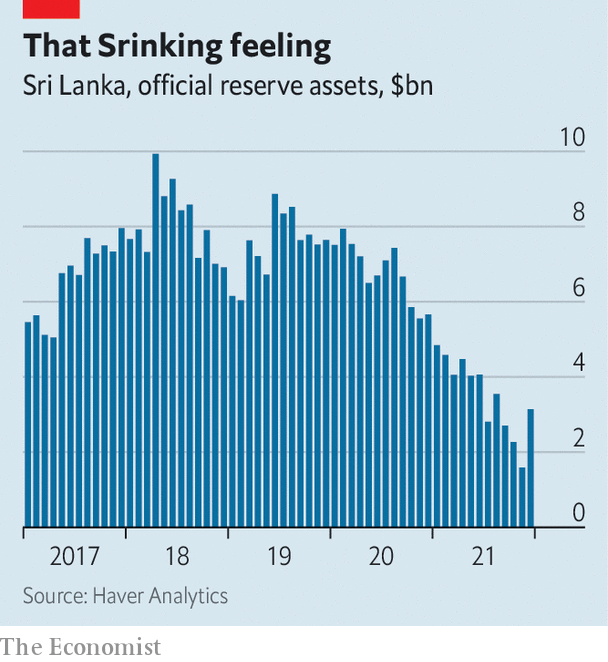 That Srinking feeling
Sri Lanka, official reserve assets, $bn
10
8
6
4
2
0
2017 18 19 20 21
Source: Haver Analytics
The Economist